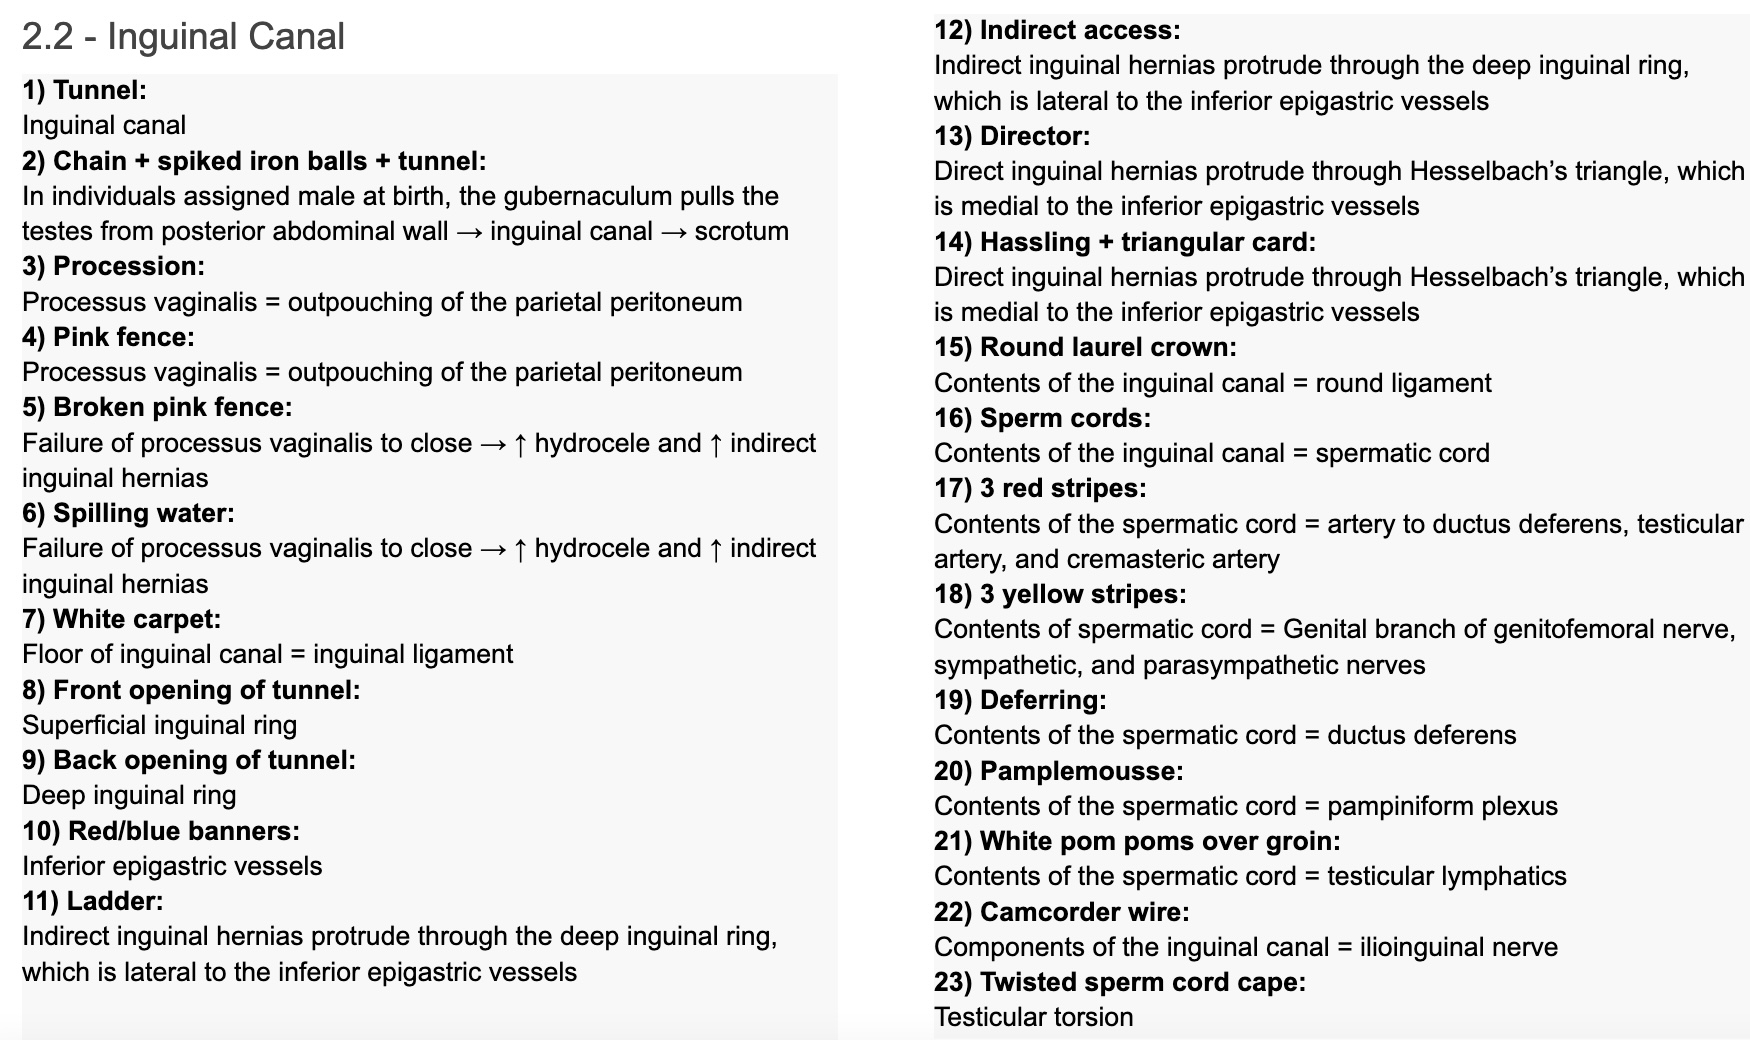 2.2 - Inguinal Canal
1) Tunnel:
Inguinal canal
2) Chain + spiked iron balls + tunnel:
In individuals assigned male at birth, the gubernaculum pulls the
testes from posterior abdominal wall → inguinal canal → scrotum
3) Procession:
Processus vaginalis = outpouching of the parietal peritoneum
4) Pink fence:
Processus vaginalis = outpouching of the parietal peritoneum
5) Broken pink fence:
Failure of processus vaginalis to close → ↑ hydrocele and ↑ indirect
inguinal hernias
6) Spilling water:
Failure of processus vaginalis to close → ↑ hydrocele and ↑ indirect
inguinal hernias
7) White carpet:
Floor of inguinal canal = inguinal ligament
8) Front opening of tunnel:
Superficial inguinal ring
9) Back opening of tunnel:
Deep inguinal ring
10) Red/blue banners:
Inferior epigastric vessels
11) Ladder:
Indirect inguinal hernias protrude through the deep inguinal ring,
which is lateral to the inferior epigastric vessels
12) Indirect access:
Indirect inguinal hernias protrude through the deep inguinal ring,
which is lateral to the inferior epigastric vessels
13) Director:
Direct inguinal hernias protrude through Hesselbach’s triangle, which
is medial to the inferior epigastric vessels
14) Hassling + triangular card:
Direct inguinal hernias protrude through Hesselbach’s triangle, which
is medial to the inferior epigastric vessels
15) Round laurel crown:
Contents of the inguinal canal = round ligament
16) Sperm cords:
Contents of the inguinal canal = spermatic cord
17) 3 red stripes:
Contents of the spermatic cord = artery to ductus deferens, testicular
artery, and cremasteric artery
18) 3 yellow stripes:
Contents of spermatic cord = Genital branch of genitofemoral nerve,
sympathetic, and parasympathetic nerves
19) Deferring:
Contents of the spermatic cord = ductus deferens
20) Pamplemousse:
Contents of the spermatic cord = pampiniform plexus
21) White pom poms over groin:
Contents of the spermatic cord = testicular lymphatics
22) Camcorder wire:
Components of the inguinal canal = ilioinguinal nerve
23) Twisted sperm cord cape:
Testicular torsion